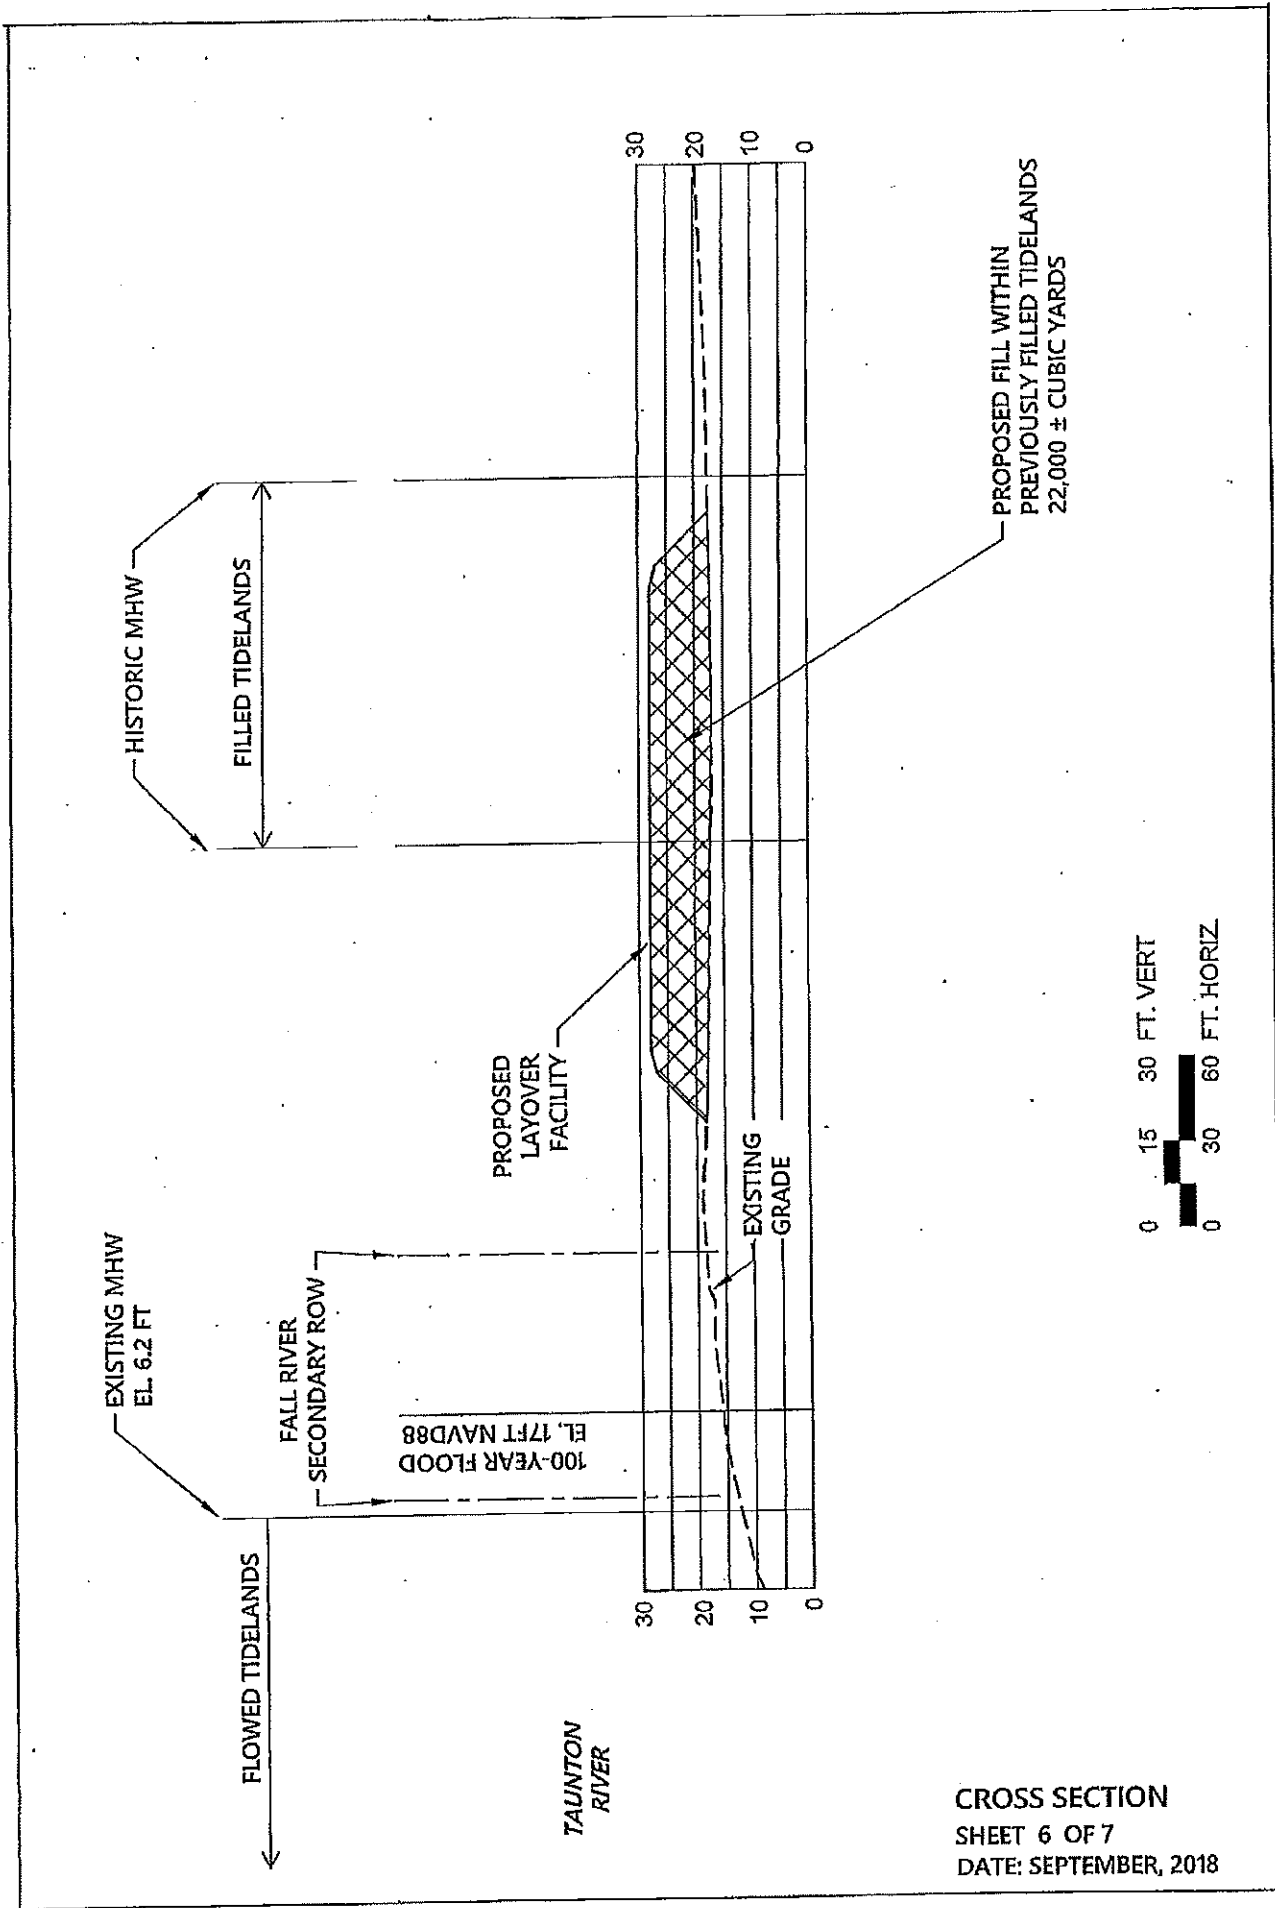 EXISTING MHW
EL. 6.2 FT
HISTORIC MHW
FLOWED TIDELANDS
FILLED TIDELANDS
FALL RIVER
SECONDARY ROW
100-YEAR FLOOD
EL. 17FT NAVD88
PROPOSED
LAYOVER
FACILITY
TAUNTON
RIVER
30
20
10
0
30
20
10
0
EXISTING
GRADE
PROPOSED FILL WITHIN
PREVIOUSLY FILLED TIDELANDS
22,000 ± CUBIC YARDS
0 15 30 FT. VERT
0 30 60 FT. HORIZ.
CROSS SECTION
SHEET 6 OF 7
DATE: SEPTEMBER, 2018